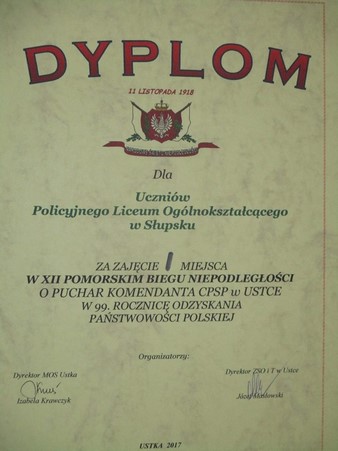 DYPLOM
11 LISTOPADA 1918
Dla
Uczniów
Policyjnego Liceum Ogólnokształcącego
w Słupsku
ZA ZAJĘCIE I MIEJSCA
W XII POMORSKIM BIEGU NIEPODLEGŁOŚCI
O PUCHAR KOMENDANTA CPSP w USTCE
W 99. ROCZNICĘ ODZYSKANIA
PAŃSTWOWOŚCI POLSKIEJ
Organizatorzy:
Dyrektor MOS Ustka
Dyrektor ZSO i T w Ustce
Izabela Krawczyk
USTKA 2017